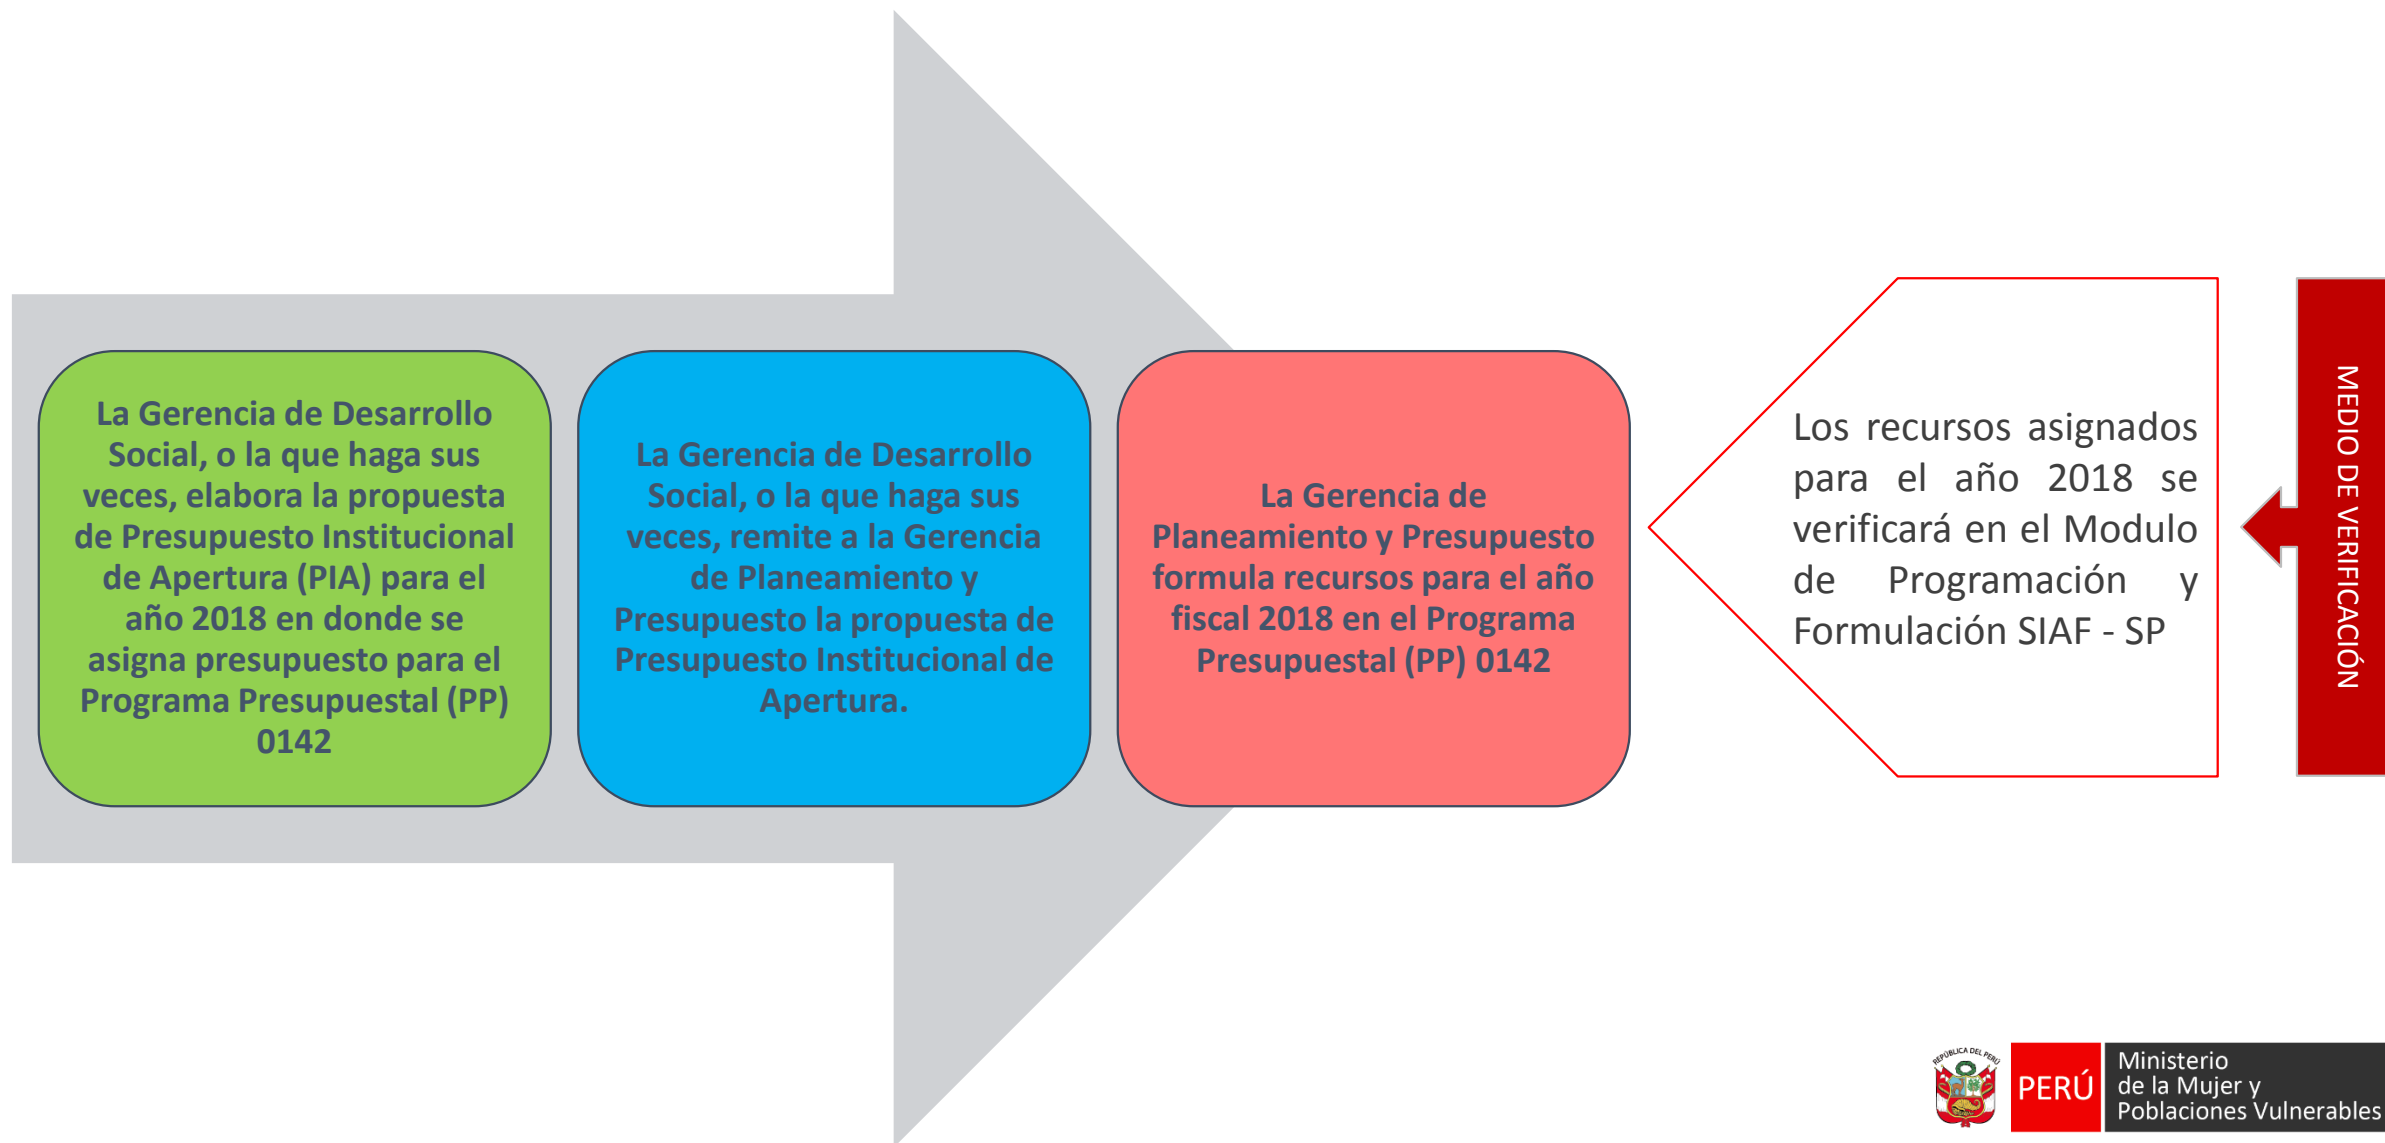 La Gerencia de Desarrollo
Social, o la que haga sus
veces, elabora la propuesta
de Presupuesto Institucional
de Apertura (PIA) para el
año 2018 en donde se
asigna presupuesto para el
Programa Presupuestal (PP)
0142
La Gerencia de Desarrollo
Social, o la que haga sus
veces, remite a la Gerencia
de Planeamiento y
Presupuesto la propuesta de
Presupuesto Institucional de
Apertura.
La Gerencia de
Planeamiento y Presupuesto
formula recursos para el año
fiscal 2018 en el Programa
Presupuestal (PP) 0142
Los recursos asignados
para el año 2018 se
verificará en el Modulo
de Programación y
Formulación SIAF - SP
MEDIO DE VERIFICACIÓN
REPÚBLICA DEL PERÚ
PERÚ
Ministerio
de la Mujer y
Poblaciones Vulnerables